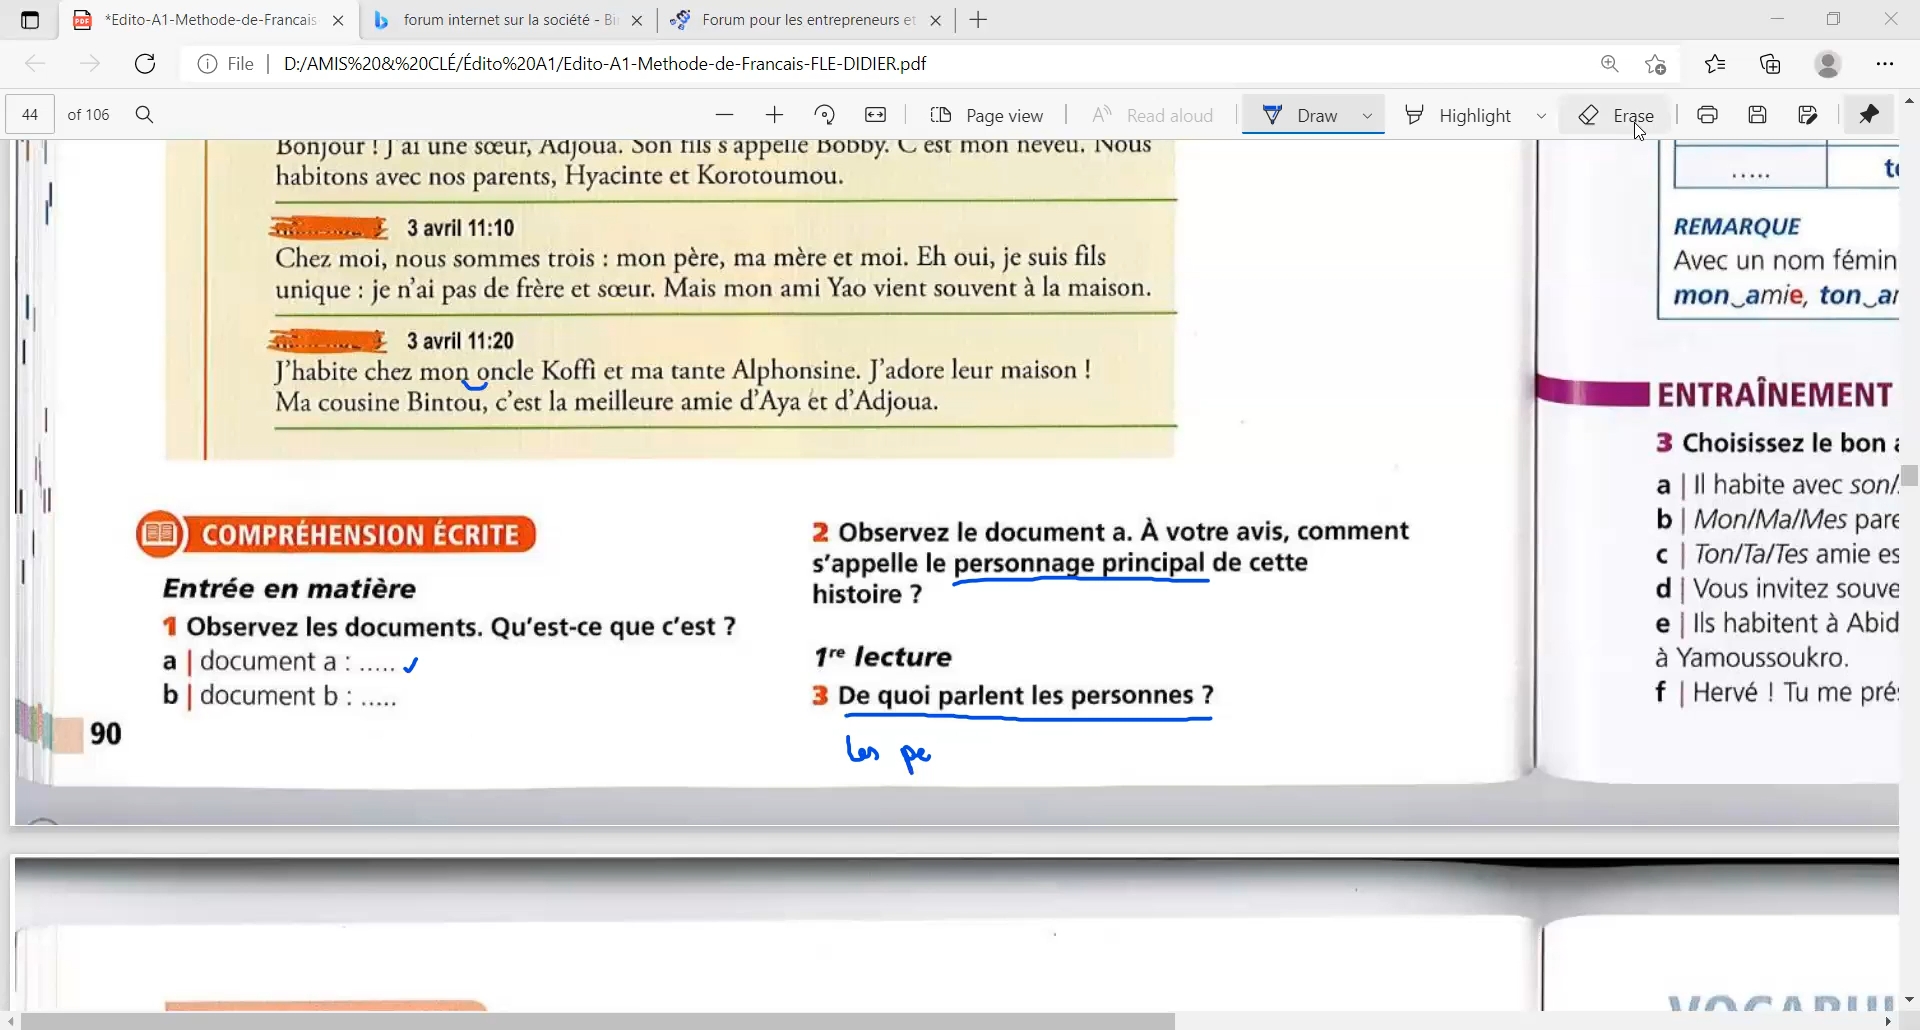 *Edito-A1-Methode-de-Francais
forum internet sur la société - Bi
Forum pour les entrepreneurs et
File
D:/AMIS%20&%20CLÉ/Édito%20A1/Edito-A1-Methode-de-Francais-FLE-DIDIER.pdf
44 of 106
Page view
Read aloud
Draw
Highlight
Erase
Bonjour ! J'ai une sœur, Adjoua. Son fils s'appelle Bobby. C'est mon neveu. Nous
habitons avec nos parents, Hyacinte et Korotoumou.
3 avril 11:10
Chez moi, nous sommes trois : mon père, ma mère et moi. Eh oui, je suis fils
unique : je n'ai pas de frère et sœur. Mais mon ami Yao vient souvent à la maison.
3 avril 11:20
J'habite chez mon oncle Koffi et ma tante Alphonsine. J'adore leur maison !
Ma cousine Bintou, c'est la meilleure amie d'Aya et d'Adjoua.
COMPRÉHENSION ÉCRITE
Entrée en matière
1 Observez les documents. Qu'est-ce que c'est ?
a | document a : ..... ✓
b | document b : .....
90
2 Observez le document a. À votre avis, comment
s'appelle le personnage principal de cette
histoire ?
1re lecture
3 De quoi parlent les personnes ?
Les pe
.....
REMARQUE
Avec un nom fémin
mon‿amie, ton‿a
ENTRAÎNEMENT
3 Choisissez le bon
a | Il habite avec son/
b | Mon/Ma/Mes pare
c | Ton/Ta/Tes amie es
d | Vous invitez souve
e | Ils habitent à Abid
à Yamoussoukro.
f | Hervé ! Tu me pré